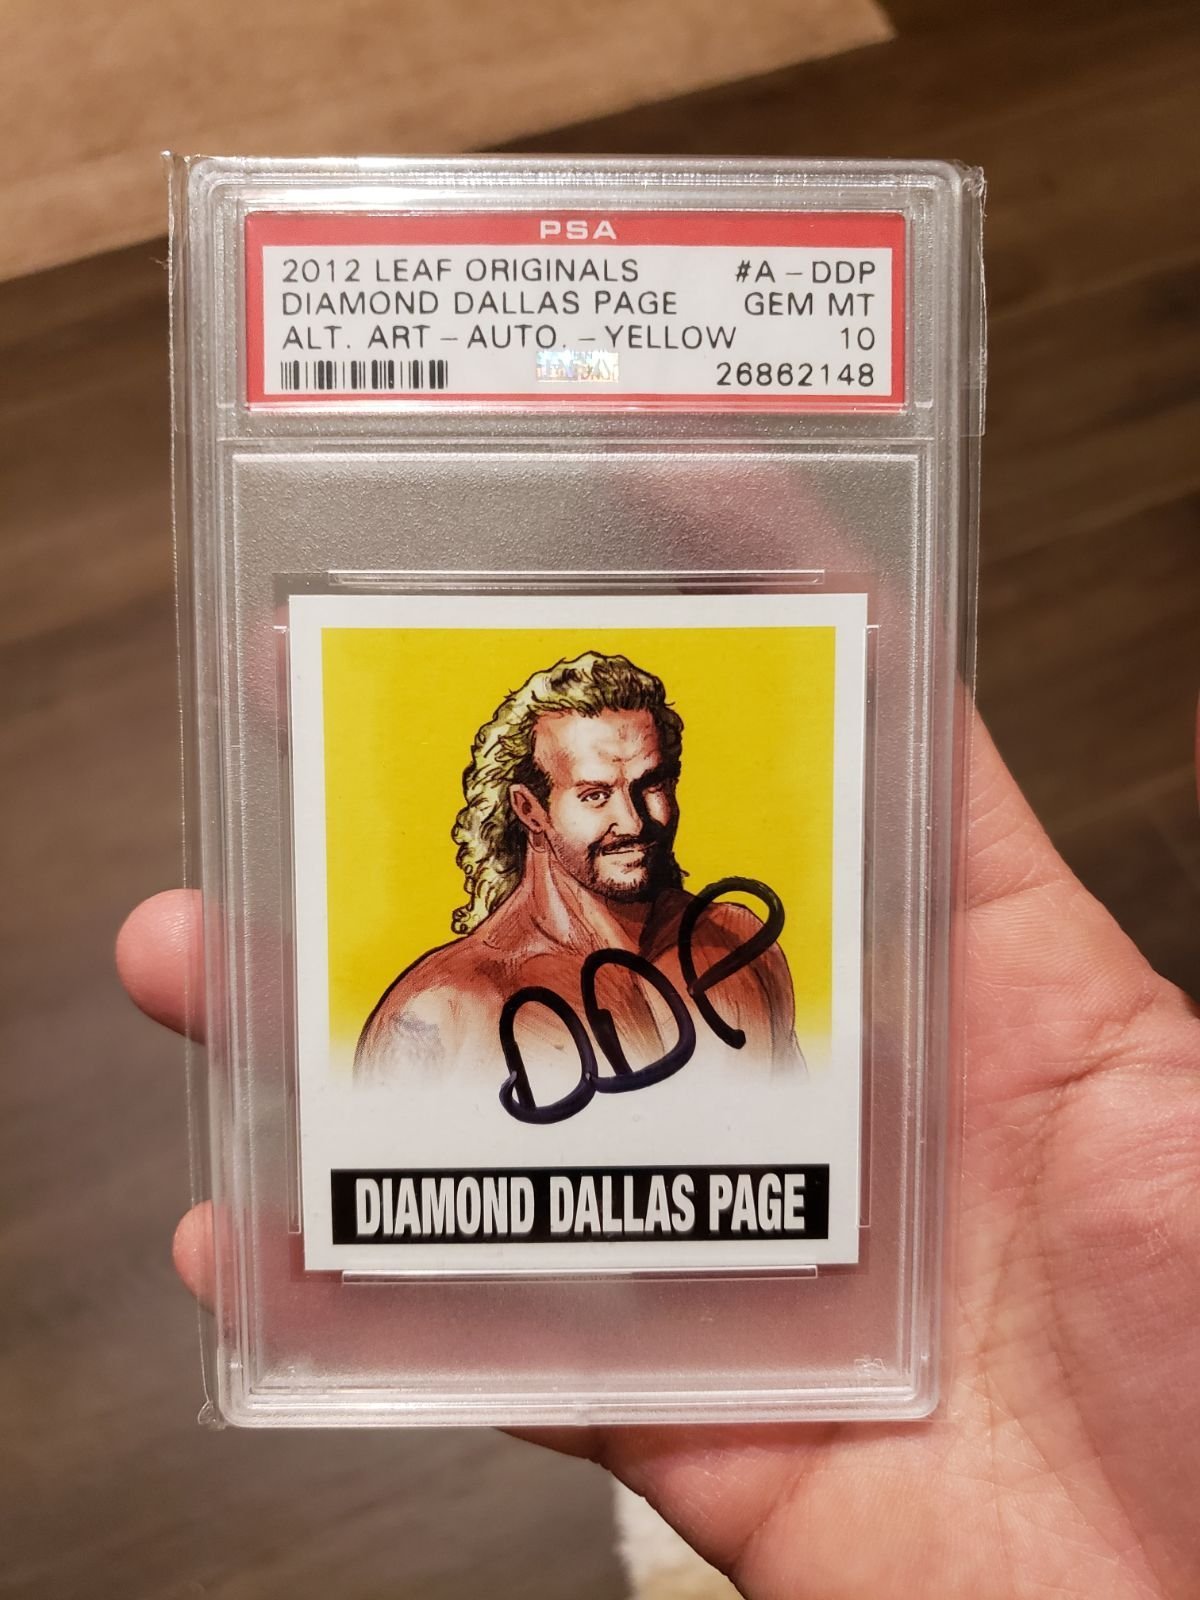 PSA
2012 LEAF ORIGINALS #A-DDP
DIAMOND DALLAS PAGE GEM MT
ALT. ART-AUTO.-YELLOW 10
26862148
DDP
DIAMOND DALLAS PAGE